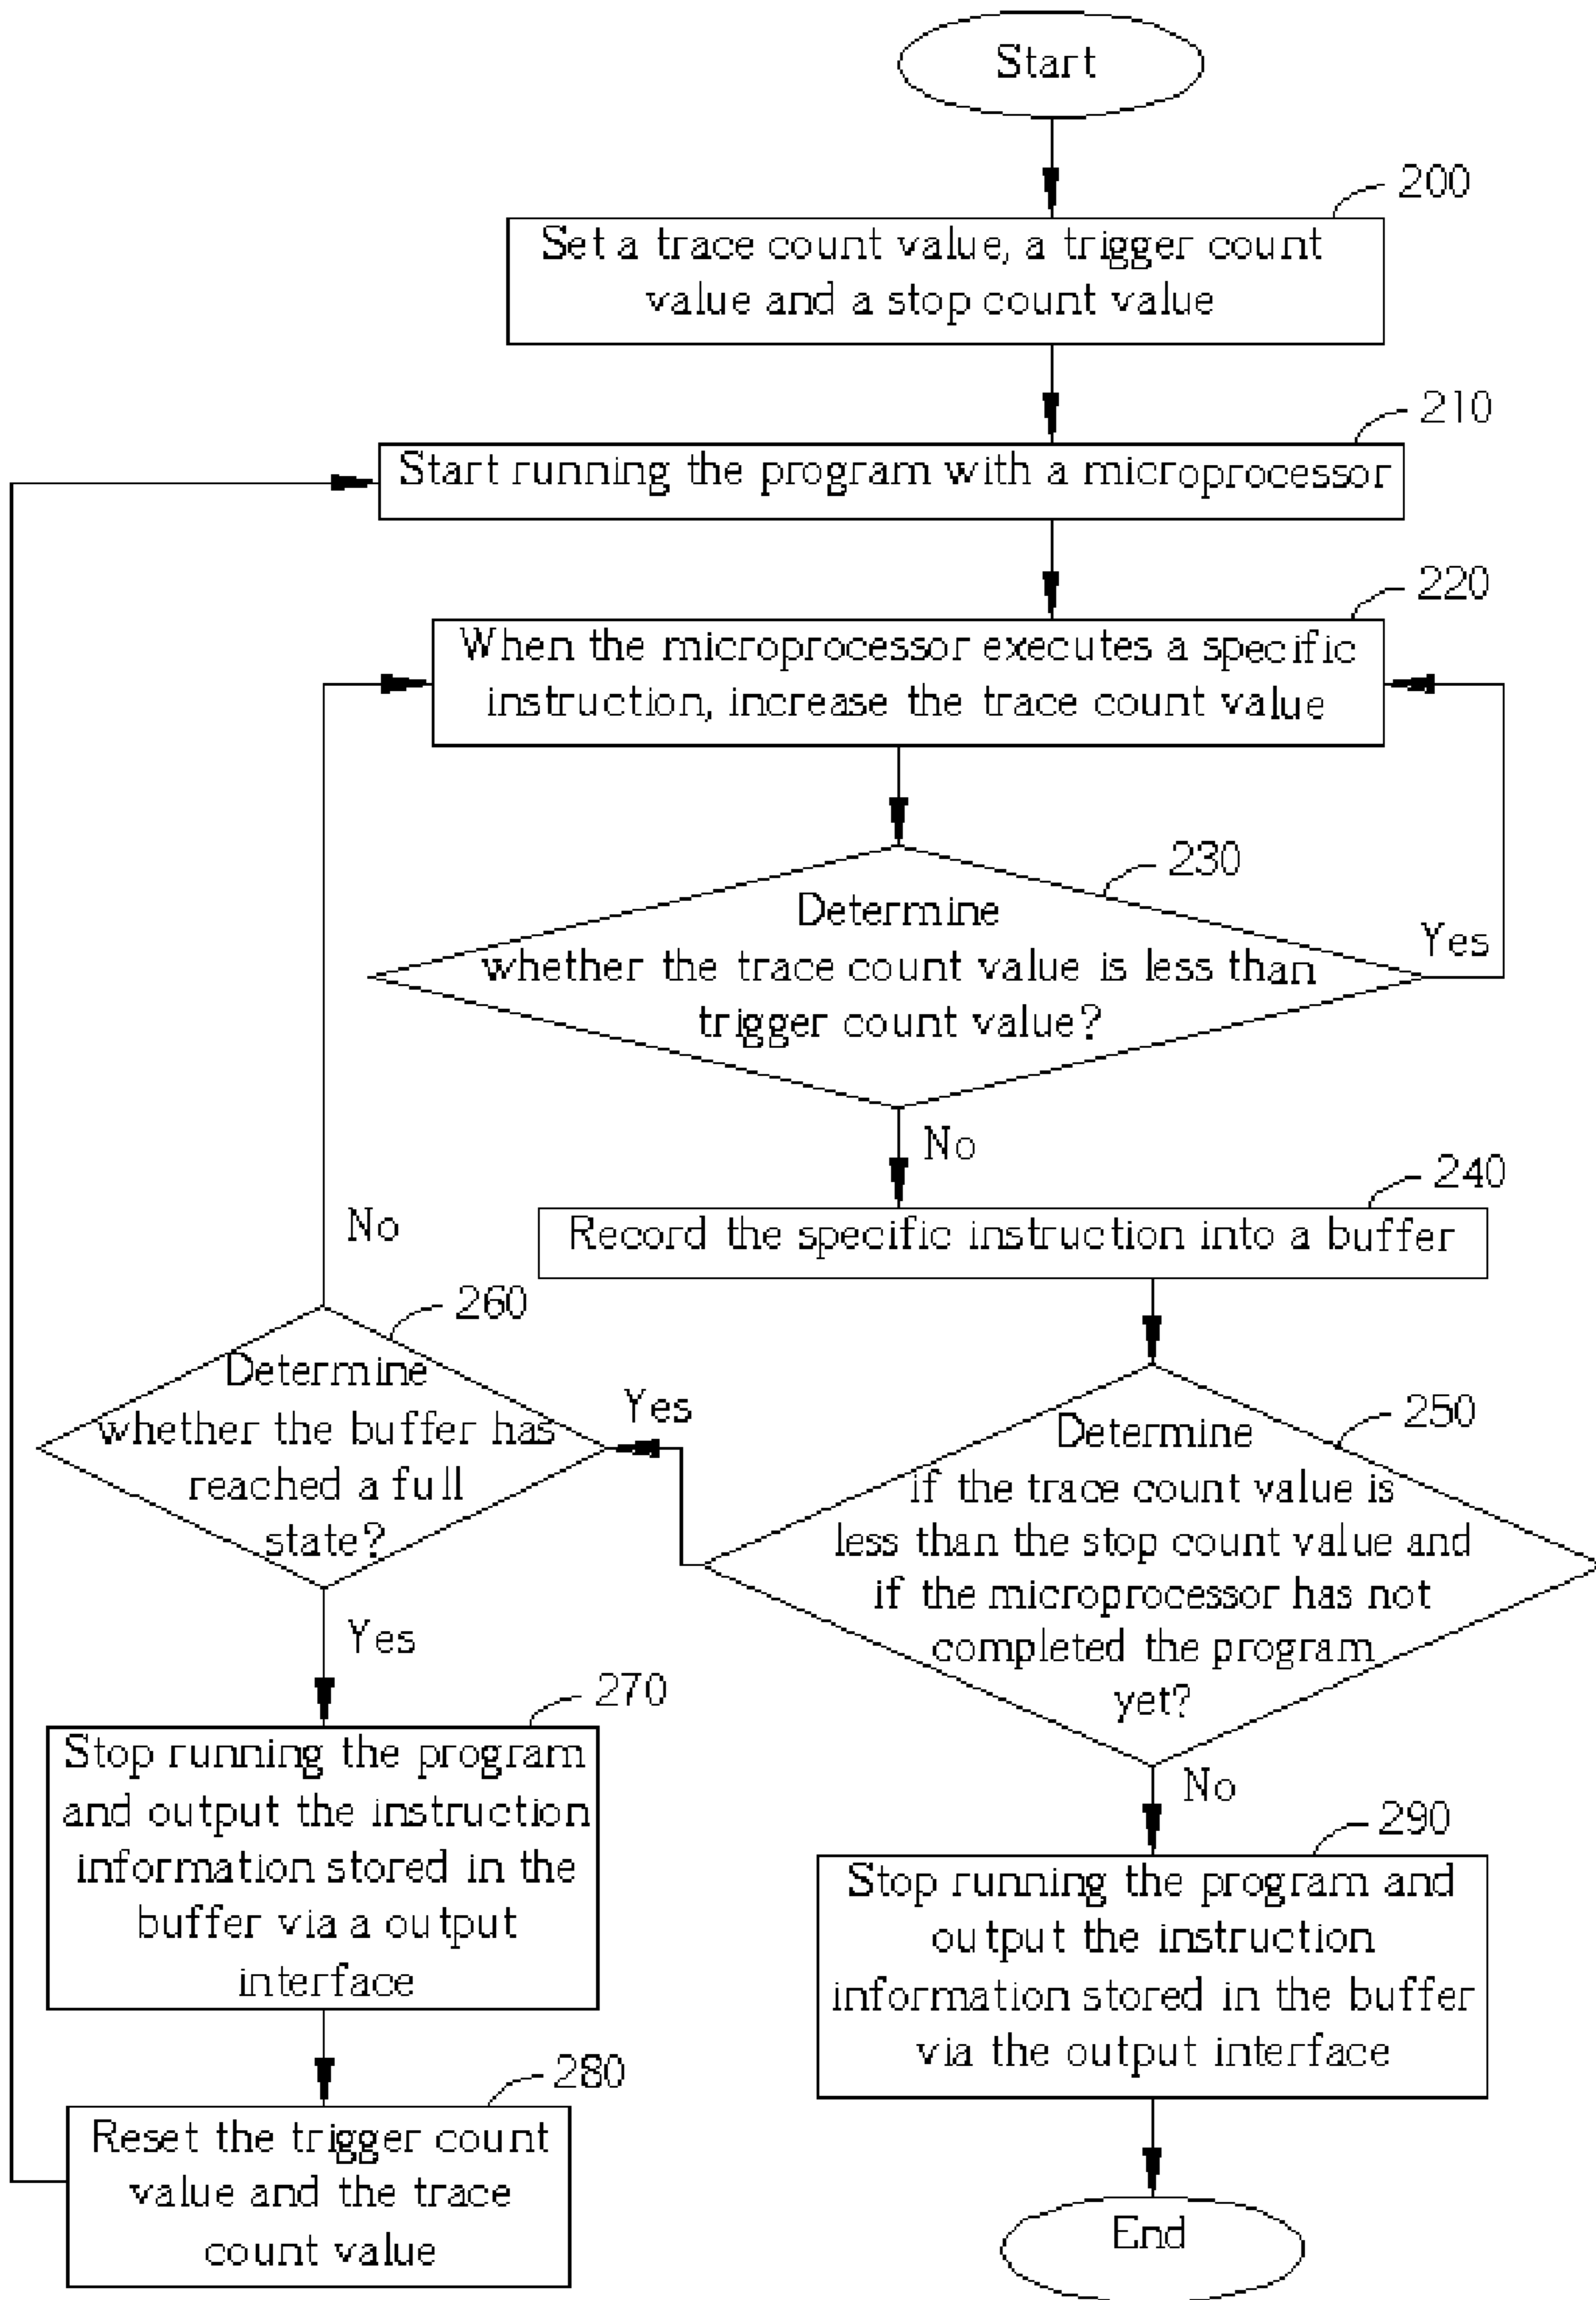 Start
200
Set a trace count value, a trigger count
value and a stop count value
210
Start running the program with a microprocessor
220
When the microprocessor executes a specific
instruction, increase the trace count value
230
Determine
whether the trace count value is less than
trigger count value?
Yes
No
240
Record the specific instruction into a buffer
No
260
Determine
whether the buffer has
reached a full
state?
Yes
250
Determine
if the trace count value is
less than the stop count value and
if the microprocessor has not
completed the program
yet?
Yes
270
Stop running the program
and output the instruction
information stored in the
buffer via a output
interface
No
290
Stop running the program and
output the instruction
information stored in the buffer
via the output interface
280
Reset the trigger count
value and the trace
count value
End